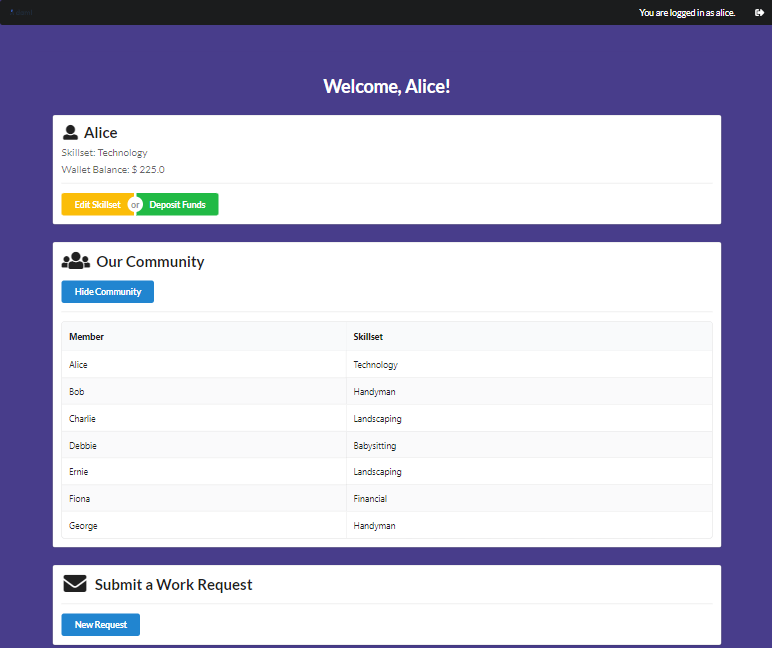 You are logged in as alice.
Welcome, Alice!
Alice
Skillset: Technology
Wallet Balance: $ 225.0
Edit Skillset or Deposit Funds
Our Community
Hide Community
Member Skillset
Alice Technology
Bob Handyman
Charlie Landscaping
Debbie Babysitting
Ernie Landscaping
Fiona Financial
George Handyman
Submit a Work Request
New Request